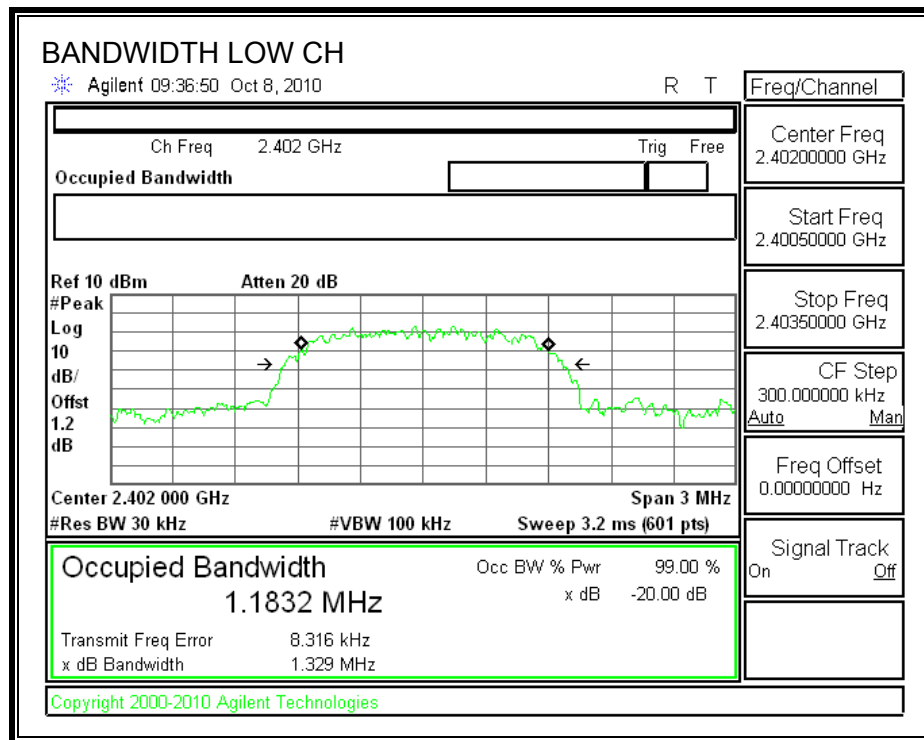 BANDWIDTH LOW CH
Agilent 09:36:50 Oct 8, 2010 R T
Freq/Channel
Ch Freq 2.402 GHz Trig Free
Occupied Bandwidth
Center Freq
2.40200000 GHz
Start Freq
2.40050000 GHz
Stop Freq
2.40350000 GHz
CF Step
300.000000 kHz
Auto Man
Freq Offset
0.00000000 Hz
Signal Track
On Off
Ref 10 dBm Atten 20 dB
#Peak
Log
10
dB/
Offst
1.2
dB
Center 2.402 000 GHz Span 3 MHz
#Res BW 30 kHz #VBW 100 kHz Sweep 3.2 ms (601 pts)
Occupied Bandwidth
1.1832 MHz
Occ BW % Pwr 99.00 %
x dB -20.00 dB
Transmit Freq Error 8.316 kHz
x dB Bandwidth 1.329 MHz
Copyright 2000-2010 Agilent Technologies